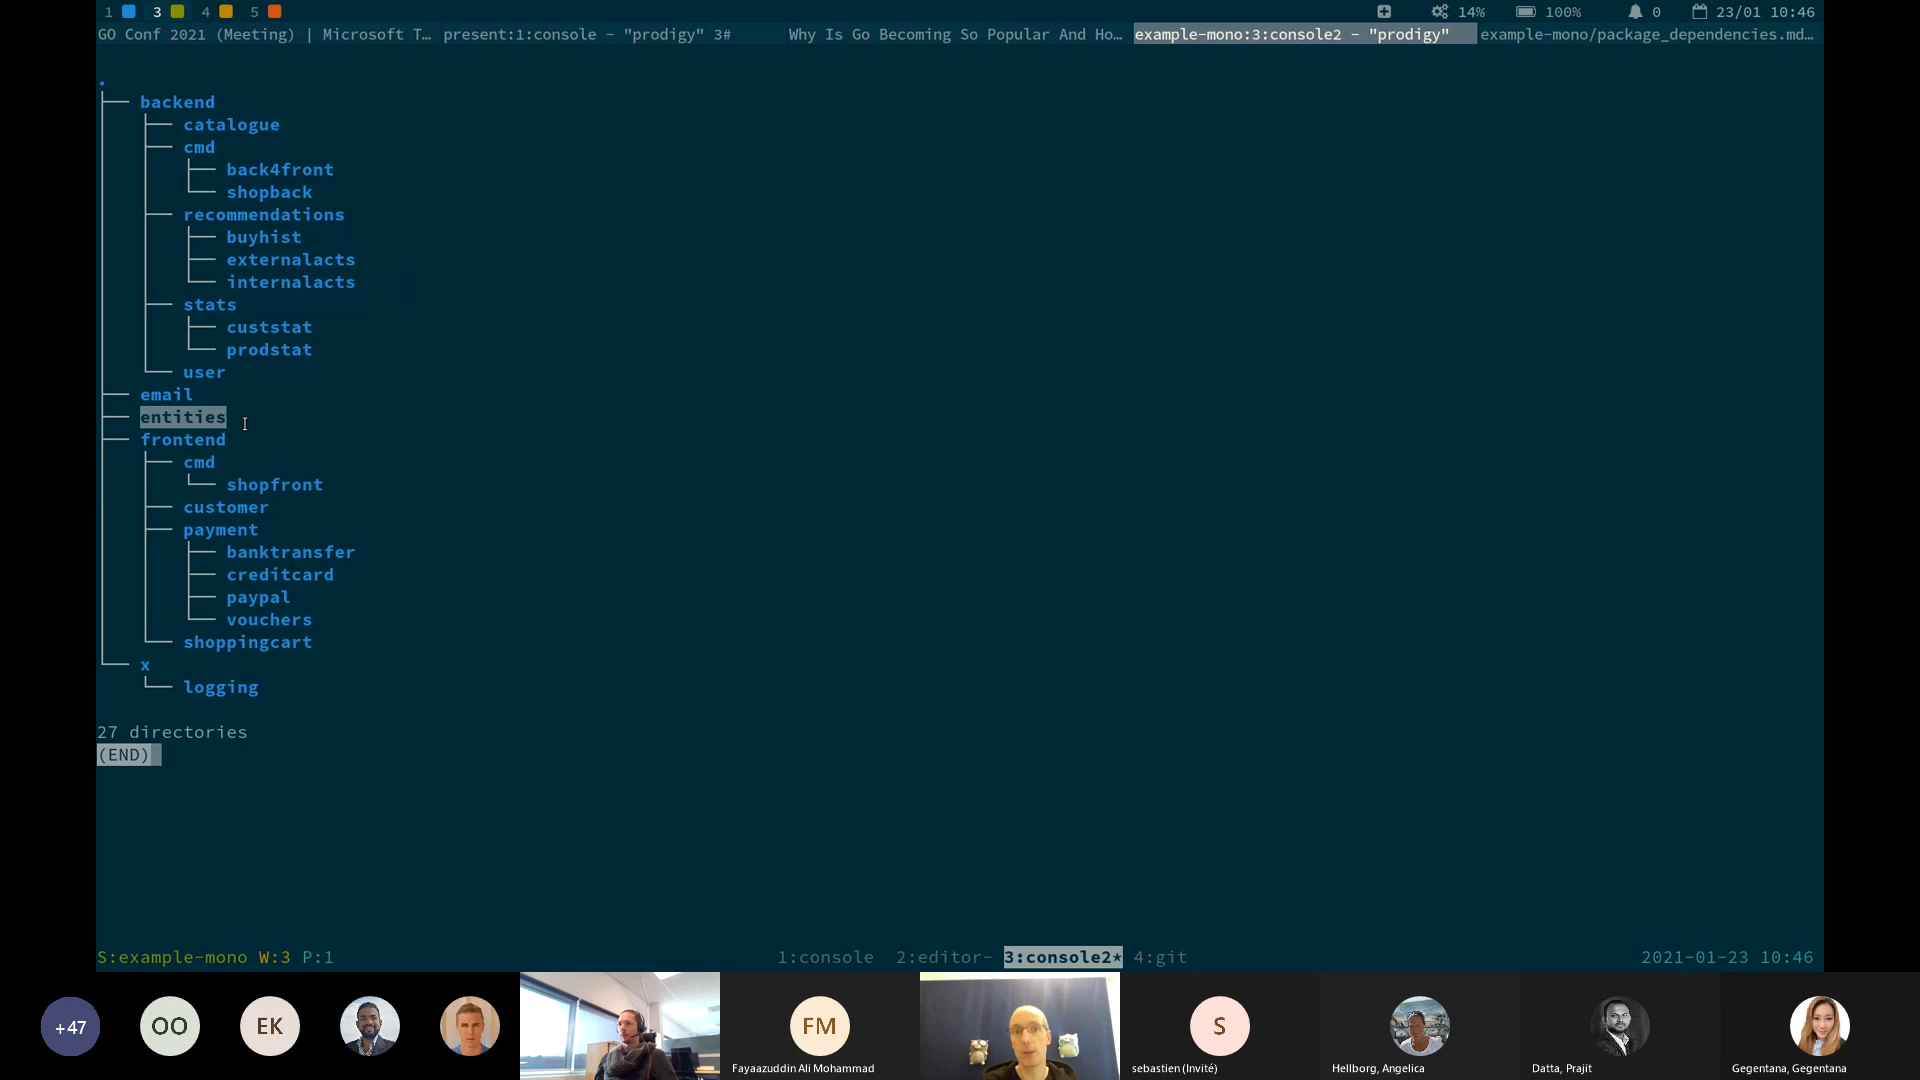 1 3 4 5 14% 100% 0 23/01 10:46
GO Conf 2021 (Meeting) | Microsoft T… present:1:console - "prodigy" 3# Why Is Go Becoming So Popular And Ho… example-mono:3:console2 - "prodigy" example-mono/package_dependencies.md…
.
├── backend
│   ├── catalogue
│   ├── cmd
│   │   ├── back4front
│   │   └── shopback
│   ├── recommendations
│   │   ├── buyhist
│   │   ├── externalacts
│   │   └── internalacts
│   ├── stats
│   │   ├── custstat
│   │   └── prodstat
│   └── user
├── email
├── entities
├── frontend
│   ├── cmd
│   │   └── shopfront
│   ├── customer
│   ├── payment
│   │   ├── banktransfer
│   │   ├── creditcard
│   │   ├── paypal
│   │   └── vouchers
│   └── shoppingcart
└── x
    └── logging
27 directories
(END)
S:example-mono W:3 P:1 1:console 2:editor- 3:console2* 4:git 2021-01-23 10:46
+47 OO EK FM S
Fayaazuddin Ali Mohammad sebastien (Invité) Hellborg, Angelica Datta, Prajit Gegentana, Gegentana